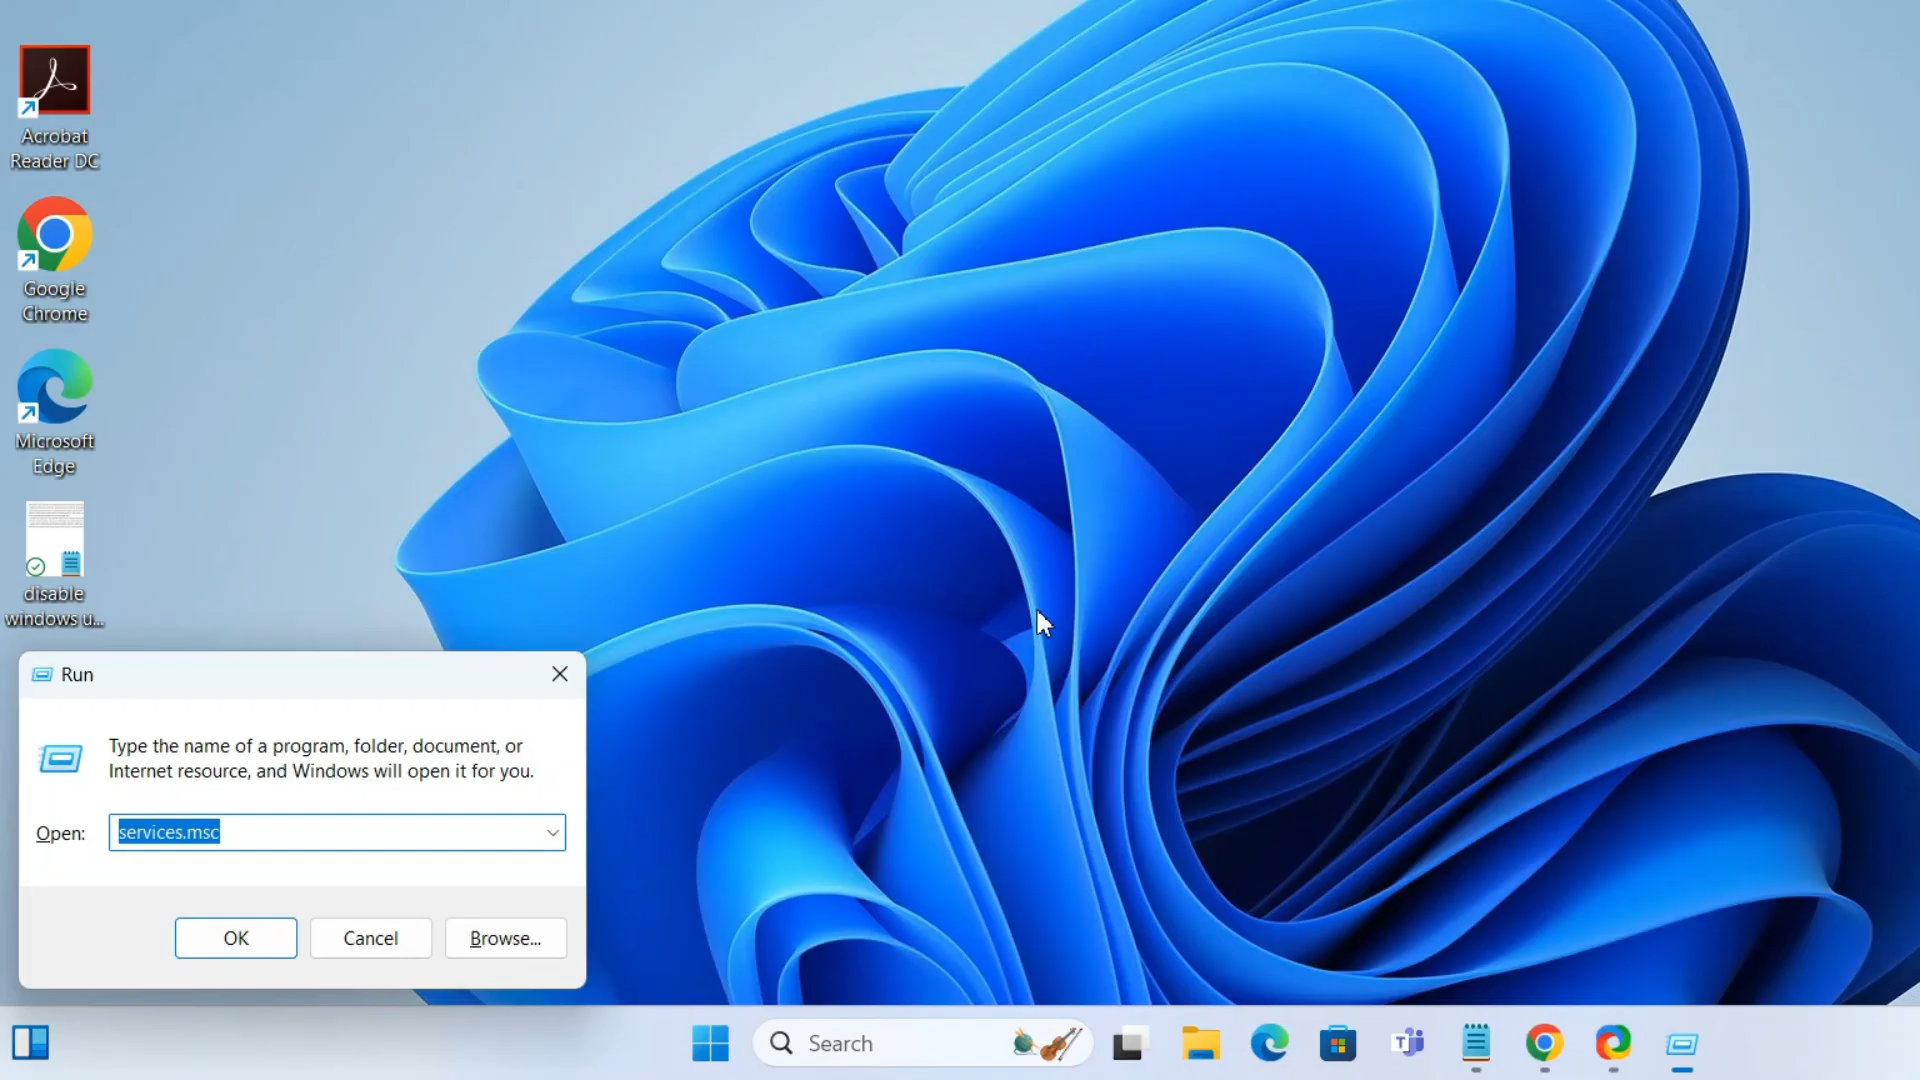 Acrobat
Reader DC
Google
Chrome
Microsoft
Edge
disable
windows u...
Run
Type the name of a program, folder, document, or
Internet resource, and Windows will open it for you.
Open: services.msc
OK Cancel Browse...
Search